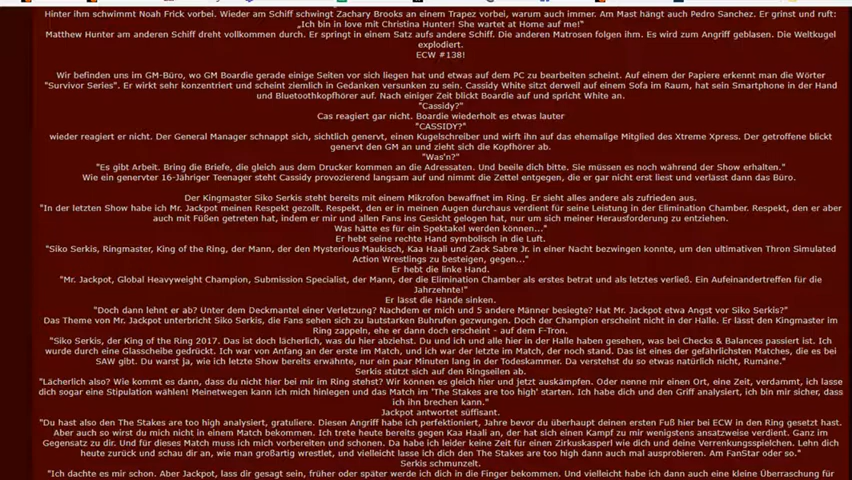 Hinter ihm schwimmt Noah Frick vorbei. Wieder am Schiff schwingt Zachary Brooks an einem Trapez vorbei, warum auch immer. Am Mast hängt auch Pedro Sanchez. Er grinst und ruft:
„Ich bin in love mit Christina Hunter! She wartet at Home auf me!"
Matthew Hunter am anderen Schiff dreht vollkommen durch. Er springt in einem Satz aufs andere Schiff. Die anderen Matrosen folgen ihm. Es wird zum Angriff geblasen. Die Weltkugel
explodiert.
ECW #138!
Wir befinden uns im GM-Büro, wo GM Boardie gerade einige Seiten vor sich liegen hat und etwas auf dem PC zu bearbeiten scheint. Auf einem der Papiere erkennt man die Wörter
"Survivor Series". Er wirkt sehr konzentriert und scheint ziemlich in Gedanken versunken zu sein. Cassidy White sitzt derweil auf einem Sofa im Raum, hat sein Smartphone in der Hand
und Bluetoothkopfhörer auf. Nach einiger Zeit blickt Boardie auf und spricht White an.
"Cassidy?"
Cas reagiert gar nicht. Boardie wiederholt es etwas lauter
"CASSIDY?"
wieder reagiert er nicht. Der General Manager schnappt sich, sichtlich genervt, einen Kugelschreiber und wirft ihn auf das ehemalige Mitglied des Xtreme Xpress. Der getroffene blickt
genervt den GM an und zieht sich die Kopfhörer ab.
"Was'n?"
"Es gibt Arbeit. Bring die Briefe, die gleich aus dem Drucker kommen an die Adressaten. Und beeile dich bitte. Sie müssen es noch während der Show erhalten."
Wie ein genervter 16-Jähriger Teenager steht Cassidy provozierend langsam auf und nimmt die Zettel entgegen, die er gar nicht erst liest und verlässt dann das Büro.
Der Kingmaster Siko Serkis steht bereits mit einem Mikrofon bewaffnet im Ring. Er sieht alles andere als zufrieden aus.
"In der letzten Show habe ich Mr. Jackpot meinen Respekt gezollt. Respekt, den er in meinen Augen durchaus verdient für seine Leistung in der Elimination Chamber. Respekt, den er aber
auch mit Füßen getreten hat, indem er mir und allen Fans ins Gesicht gelogen hat, nur um sich meiner Herausforderung zu entziehen.
Was hätte es für ein Spektakel werden können..."
Er hebt seine rechte Hand symbolisch in die Luft.
"Siko Serkis, Ringmaster, King of the Ring, der Mann, der den Mysterious Maukisch, Kaa Haali und Zack Sabre Jr. in einer Nacht bezwingen konnte, um den ultimativen Thron Simulated
Action Wrestlings zu besteigen, gegen..."
Er hebt die linke Hand.
"Mr. Jackpot, Global Heavyweight Champion, Submission Specialist, der Mann, der die Elimination Chamber als erstes betrat und als letztes verließ. Ein Aufeinandertreffen für die
Jahrzehnte!"
Er lässt die Hände sinken.
"Doch dann lehnt er ab? Unter dem Deckmantel einer Verletzung? Nachdem er mich und 5 andere Männer besiegte? Hat Mr. Jackpot etwa Angst vor Siko Serkis?"
Das Theme von Mr. Jackpot unterbricht Siko Serkis, die Fans sehen sich zu lautstarken Buhrufen gezwungen. Doch der Champion erscheint nicht in der Halle. Er lässt den Kingmaster im
Ring zappeln, ehe er dann doch erscheint - auf dem F-Tron.
"Siko Serkis, der King of the Ring 2017. Das ist doch lächerlich, was du hier abziehst. Du und ich und alle hier in der Halle haben gesehen, was bei Checks & Balances passiert ist. Ich
wurde durch eine Glasscheibe gedrückt. Ich war von Anfang an der erste im Match, und ich war der letzte im Match, der noch stand. Das ist eines der gefährlichsten Matches, die es bei
SAW gibt. Du warst ja, wie ich letzte Show bereits erwähnte, nur ein paar Minuten lang in der Todeskammer. Da verstehst du so etwas natürlich nicht, Rumäne."
Serkis stützt sich auf den Ringseilen ab.
"Lächerlich also? Wie kommt es dann, dass du nicht hier bei mir im Ring stehst? Wir können es gleich hier und jetzt auskämpfen. Oder nenne mir einen Ort, eine Zeit, verdammt, ich lasse
dich sogar eine Stipulation wählen! Meinetwegen kann ich mich hinlegen und das Match im 'The Stakes are too high' starten. Ich habe dich und den Griff analysiert, ich bin mir sicher, dass
ich ihn brechen kann."
Jackpot antwortet süffisant.
"Du hast also den The Stakes are too high analysiert, gratuliere. Diesen Angriff habe ich perfektioniert, Jahre bevor du überhaupt deinen ersten Fuß hier bei ECW in den Ring gesetzt hast.
Aber auch so wirst du mich nicht in einem Match bekommen. Ich trete heute bereits gegen Kaa Haali an, der hat sich einen Kampf zu mir wenigstens ansatzweise verdient. Ganz im
Gegensatz zu dir. Und für dieses Match muss ich mich vorbereiten und schonen. Da habe ich leider keine Zeit für einen Zirkuskasperl wie dich und deine Verrenkungsspielchen. Lehn dich
heute zurück und schau dir an, wie man großartig wrestlet, und vielleicht lasse ich dich den The Stakes are too high dann auch mal ausprobieren. Am FanStar oder so."
Serkis schmunzelt.
"Ich dachte es mir schon. Aber Jackpot, lass dir gesagt sein, früher oder später werde ich dich in die Finger bekommen. Und vielleicht habe ich dann auch eine kleine Überraschung für